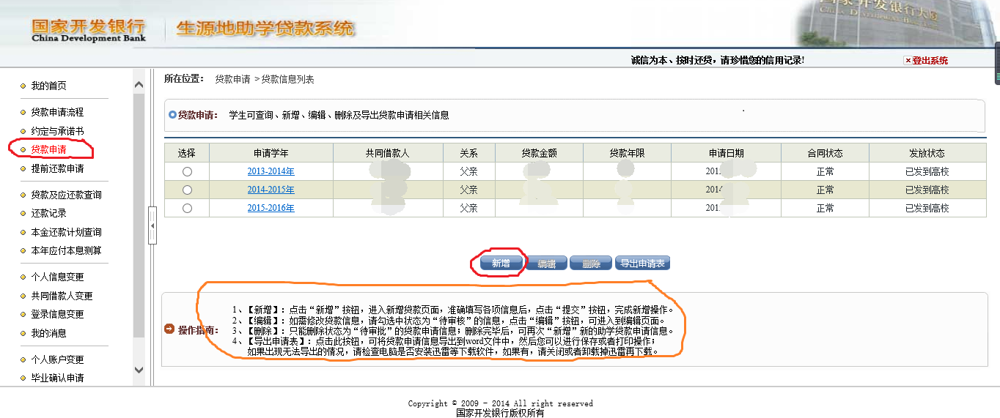 国家开发银行
China Development Bank
生源地助学贷款系统
国家开发银行大厦
诚信为本、按时还贷，请珍惜您的信用记录!
登出系统
我的首页
贷款申请流程
约定与承诺书
贷款申请
提前还款申请
贷款及应还款查询
还款记录
本金还款计划查询
本年应付本息测算
个人信息变更
共同借款人变更
登录信息变更
我的消息
个人账户变更
毕业确认申请
所在位置： 贷款申请 > 贷款信息列表
贷款申请： 学生可查询、新增、编辑、删除及导出贷款申请相关信息
选择 申请学年 共同借款人 关系 贷款金额 贷款年限 申请日期 合同状态 发放状态
2013-2014年 父亲 201 正常 已发到高校
2014-2015年 父亲 2014 正常 已发到高校
2015-2016年 父亲 201 正常 已发到高校
新增 编辑 删除 导出申请表
操作指南：
1、【新增】：点击“新增”按钮，进入新增贷款页面，准确填写各项信息后，点击“提交”按钮，完成新增操作。
2、【编辑】：如需修改贷款信息，请勾选中状态为“待审核”的信息，点击“编辑”按钮，可进入到编辑页面。
3、【删除】：只能删除状态为“待审批”的贷款申请信息；删除完毕后，可再次“新增”新的助学贷款申请信息。
4、【导出申请表】：点击此按钮，可将贷款申请信息导出到word文件中，然后您可以进行保存或者打印操作；
如果出现无法导出的情况，请检查电脑是否安装迅雷等下载软件，如果有，请关闭或者卸载掉迅雷再下载。
Copyright © 2009 - 2014 All right reserved
国家开发银行版权所有